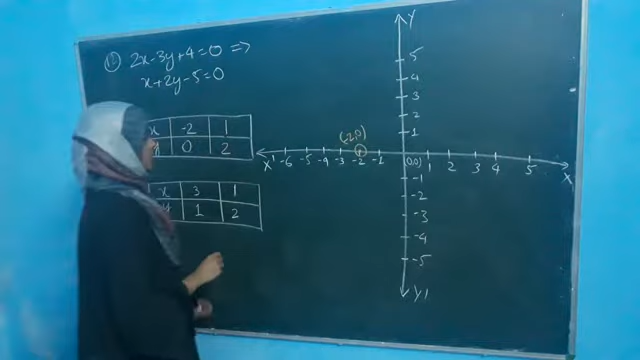 2x-3y+4=0 =>
x+2y-5=0
x -2 1
0 2
x 3 1
y 1 2
Y
5
4
3
2
1
(-2,0)
X' -6 -5 -4 -3 -2 -1 (0,0) 1 2 3 4 5 X
-1
-2
-3
-4
-5
Y'